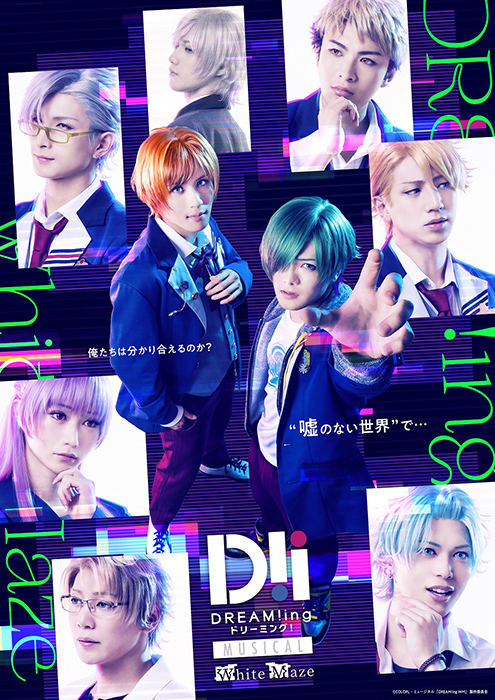 DREAM!ing
White Maze
俺たちは分かり合えるのか?
“嘘のない世界”で…
D!i
DREAM!ing
ドリーミング!
MUSICAL
White Maze
©COLOPL・ミュージカル『DREAM!ing WM』製作委員会